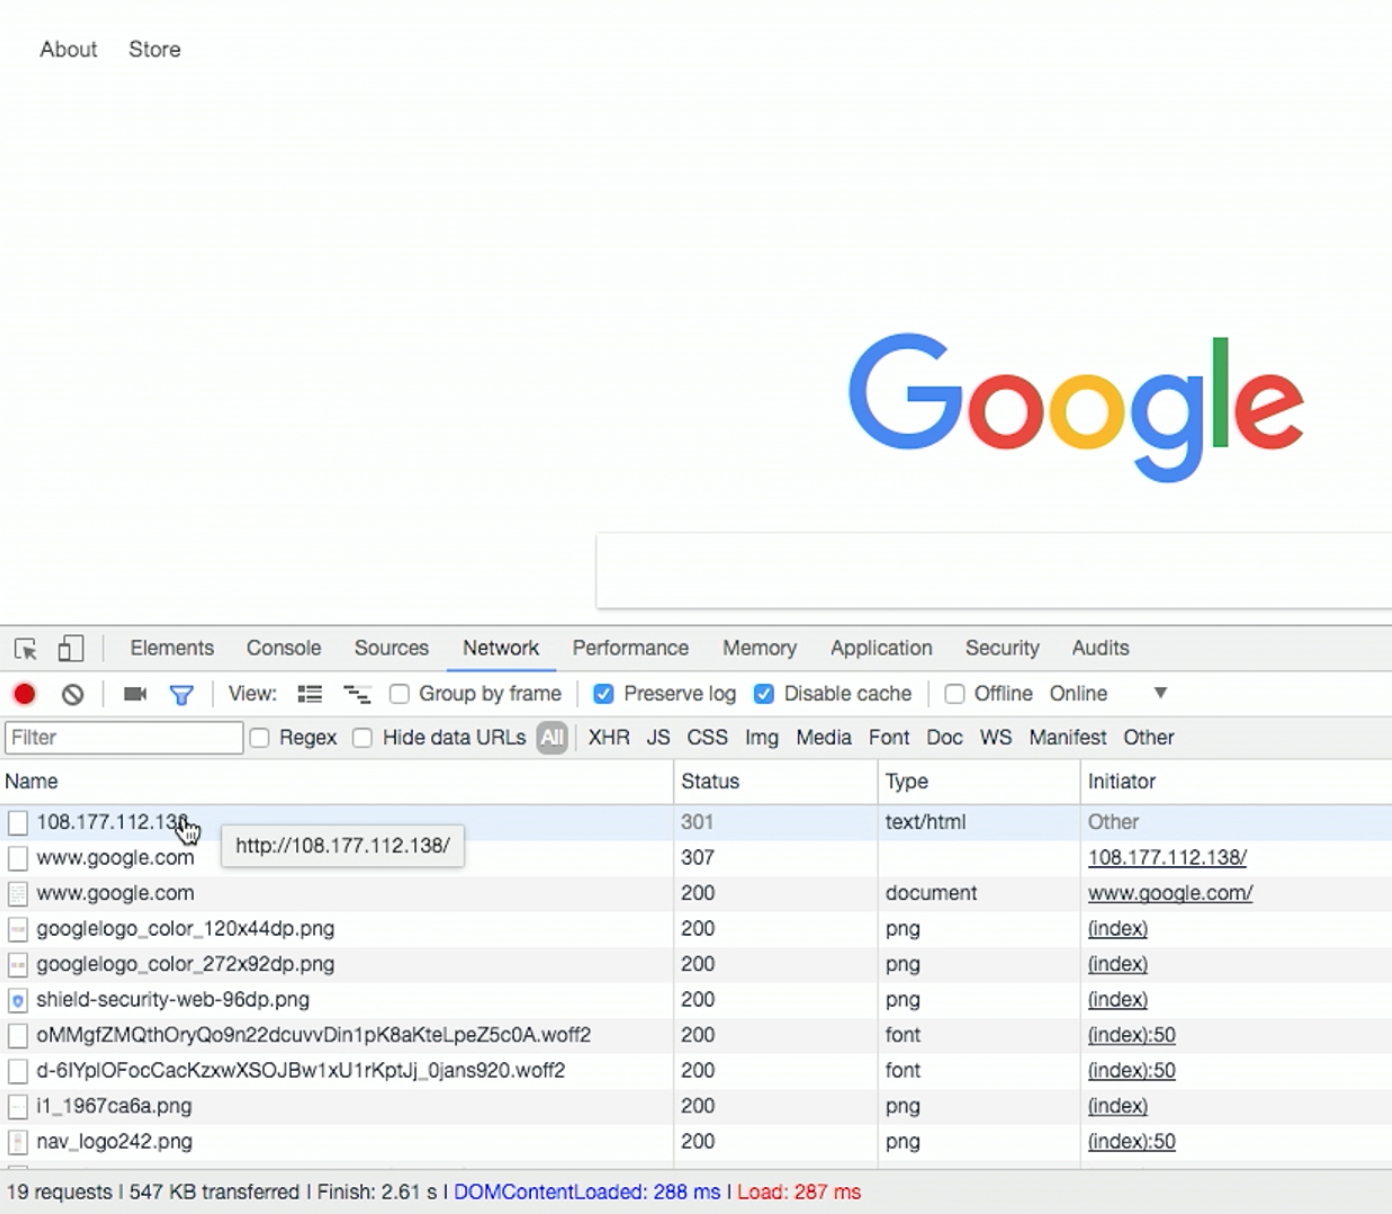 About Store
Google
Elements Console Sources Network Performance Memory Application Security Audits
View: Group by frame Preserve log Disable cache Offline Online
Filter Regex Hide data URLs All XHR JS CSS Img Media Font Doc WS Manifest Other
Name Status Type Initiator
108.177.112.138 301 text/html Other
http://108.177.112.138/
www.google.com 307 108.177.112.138/
www.google.com 200 document www.google.com/
googlelogo_color_120x44dp.png 200 png (index)
googlelogo_color_272x92dp.png 200 png (index)
shield-security-web-96dp.png 200 png (index)
oMMgfZMQthOryQo9n22dcuvvDin1pK8aKteLpeZ5c0A.woff2 200 font (index):50
d-6IYplOFocCacKzxwXSOJBw1xU1rKptJj_0jans920.woff2 200 font (index):50
i1_1967ca6a.png 200 png (index)
nav_logo242.png 200 png (index):50
19 requests | 547 KB transferred | Finish: 2.61 s | DOMContentLoaded: 288 ms | Load: 287 ms